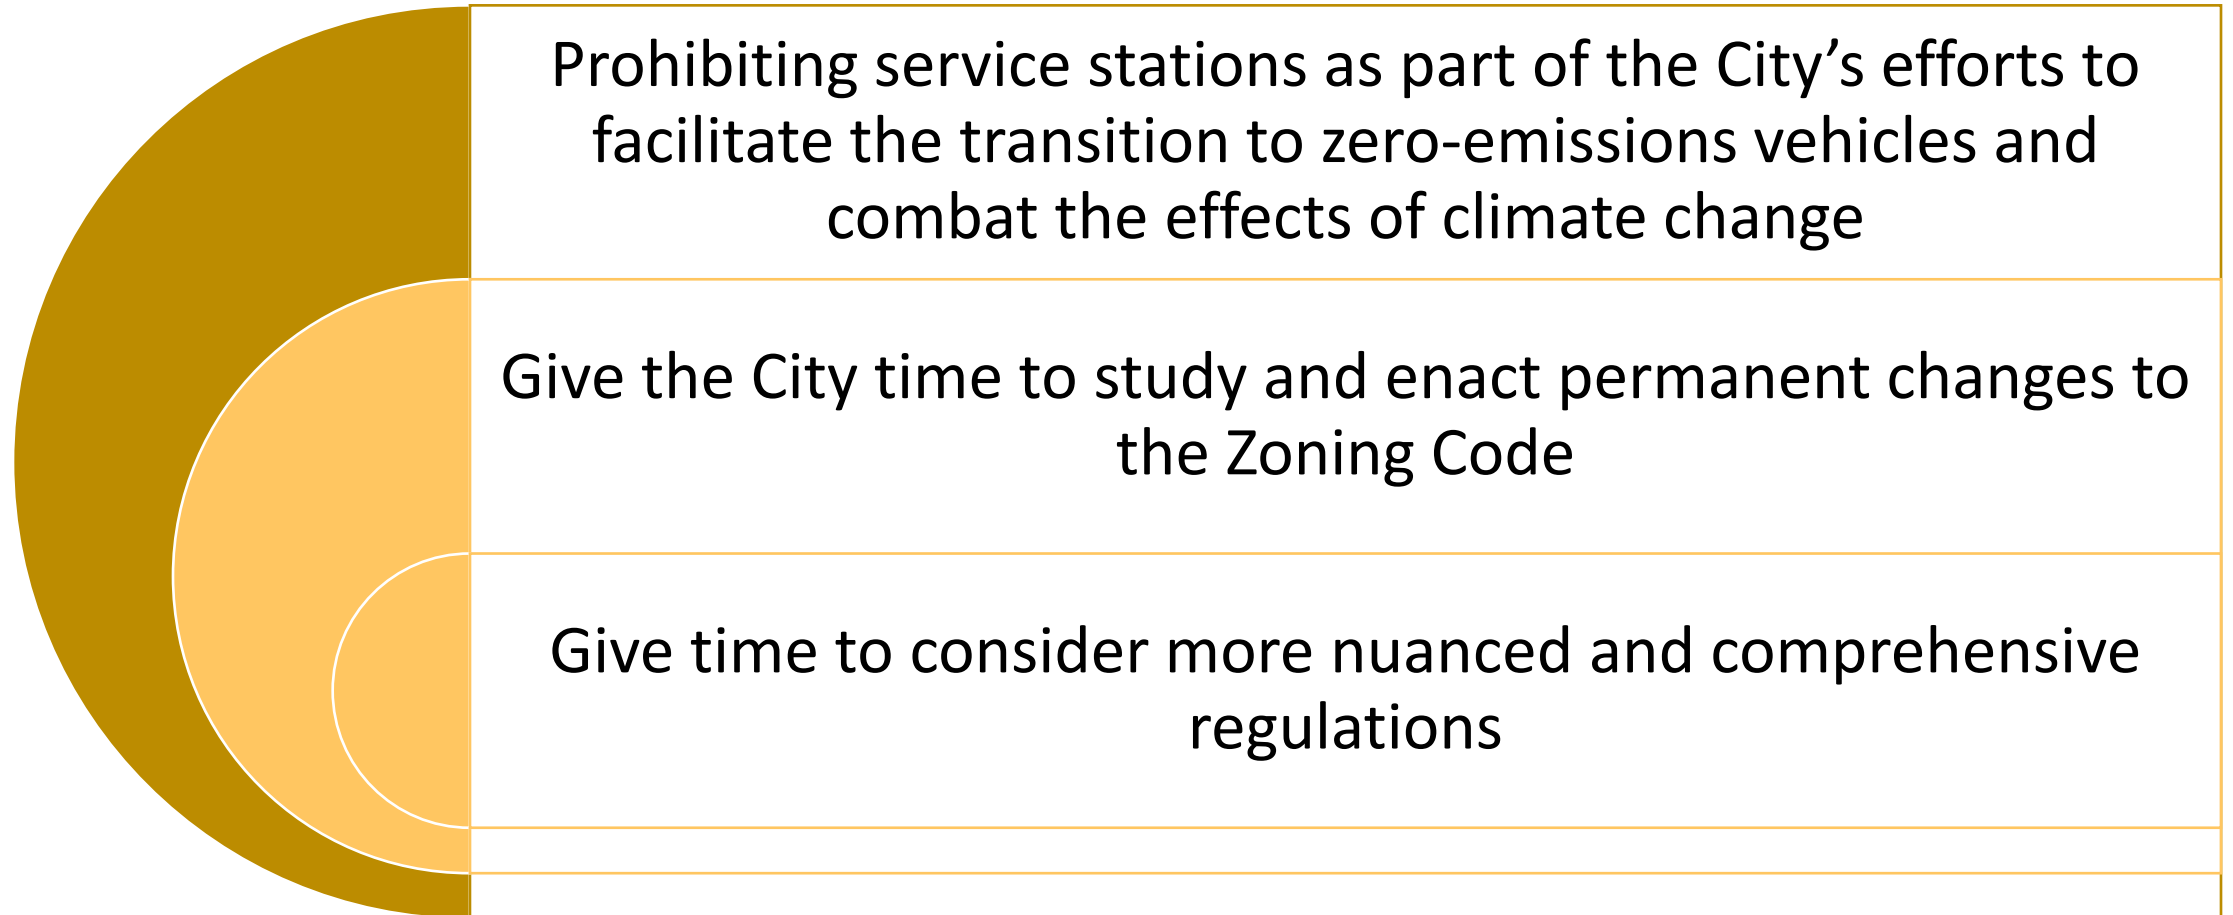 Prohibiting service stations as part of the City’s efforts to
facilitate the transition to zero-emissions vehicles and
combat the effects of climate change
Give the City time to study and enact permanent changes to
the Zoning Code
Give time to consider more nuanced and comprehensive
regulations